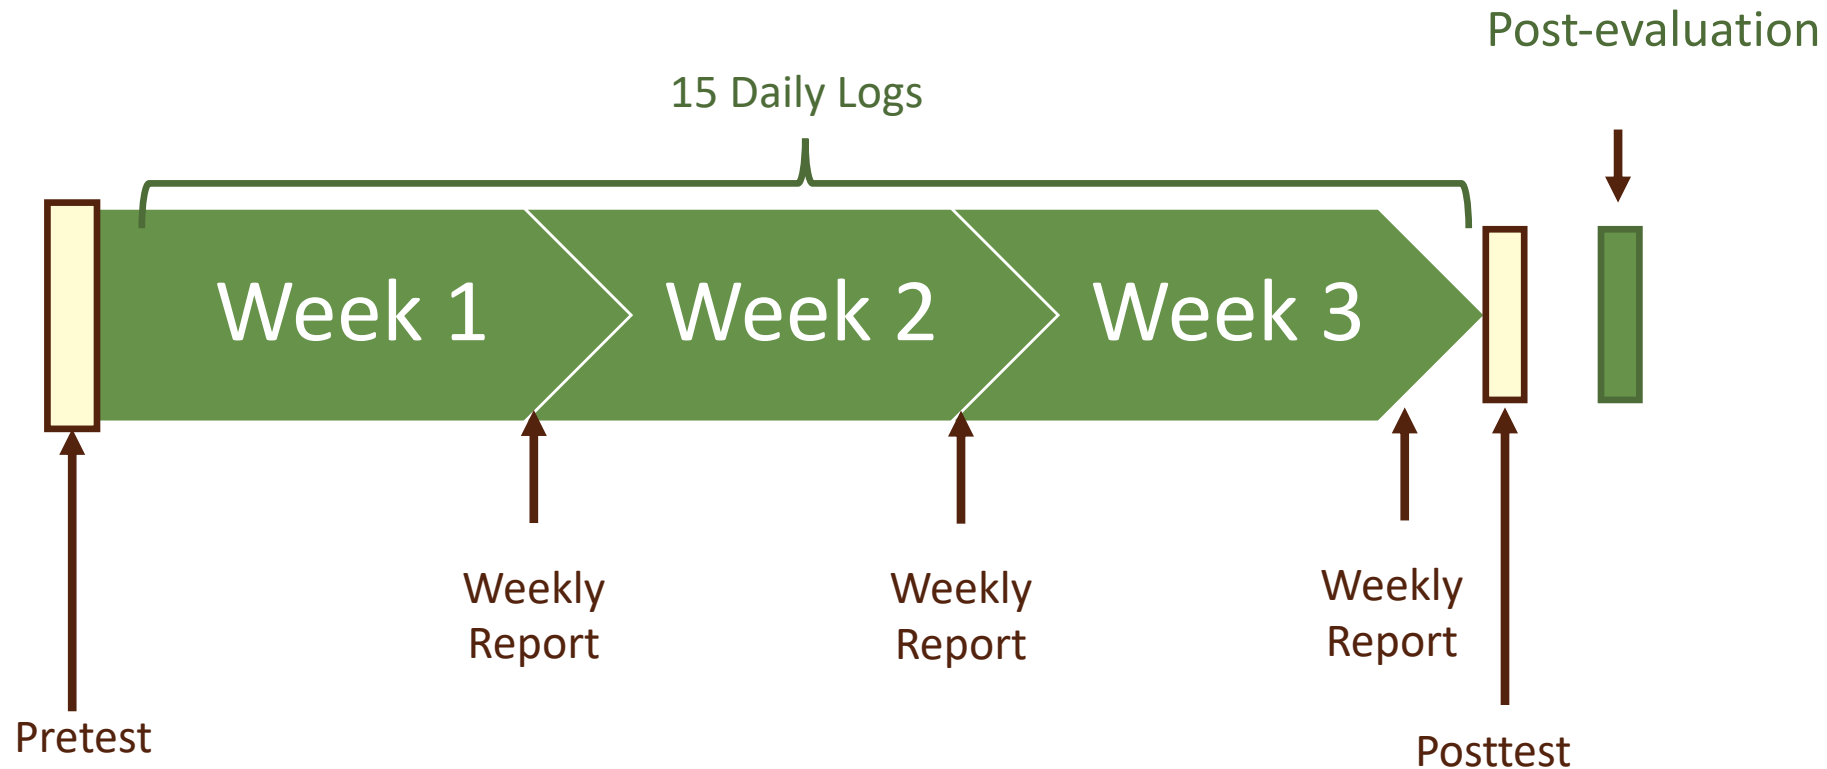 Post-evaluation
15 Daily Logs
Week 1
Week 2
Week 3
Weekly
Report
Weekly
Report
Weekly
Report
Pretest
Posttest